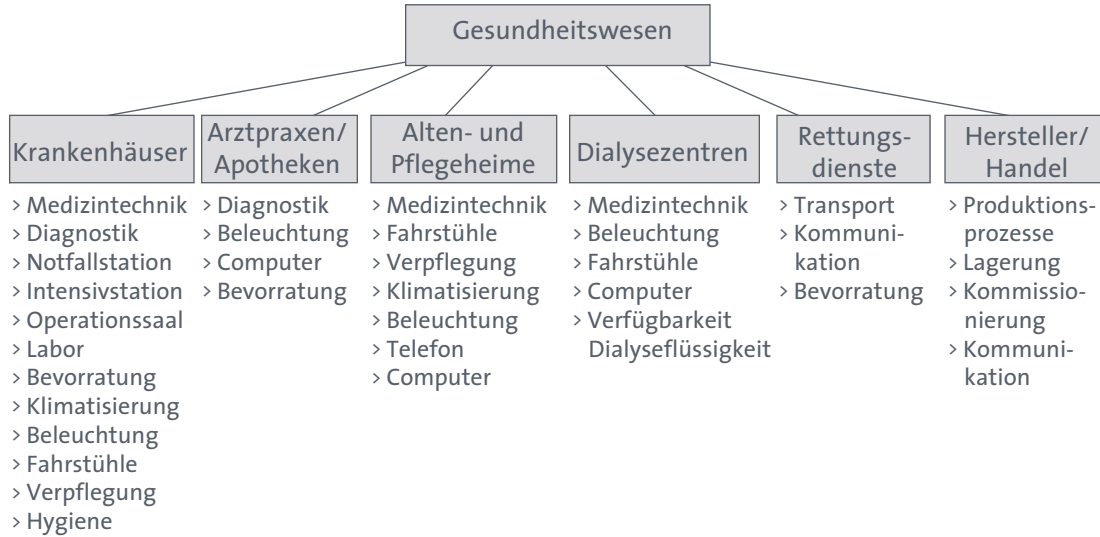 Gesundheitswesen
Krankenhäuser
> Medizintechnik
> Diagnostik
> Notfallstation
> Intensivstation
> Operationssaal
> Labor
> Bevorratung
> Klimatisierung
> Beleuchtung
> Fahrstühle
> Verpflegung
> Hygiene
Arztpraxen/
Apotheken
> Diagnostik
> Beleuchtung
> Computer
> Bevorratung
Alten- und
Pflegeheime
> Medizintechnik
> Fahrstühle
> Verpflegung
> Klimatisierung
> Beleuchtung
> Telefon
> Computer
Dialysezentren
> Medizintechnik
> Beleuchtung
> Fahrstühle
> Computer
> Verfügbarkeit
Dialyseflüssigkeit
Rettungs-
dienste
> Transport
> Kommuni-
kation
> Bevorratung
Hersteller/
Handel
> Produktions-
prozesse
> Lagerung
> Kommissio-
nierung
> Kommuni-
kation